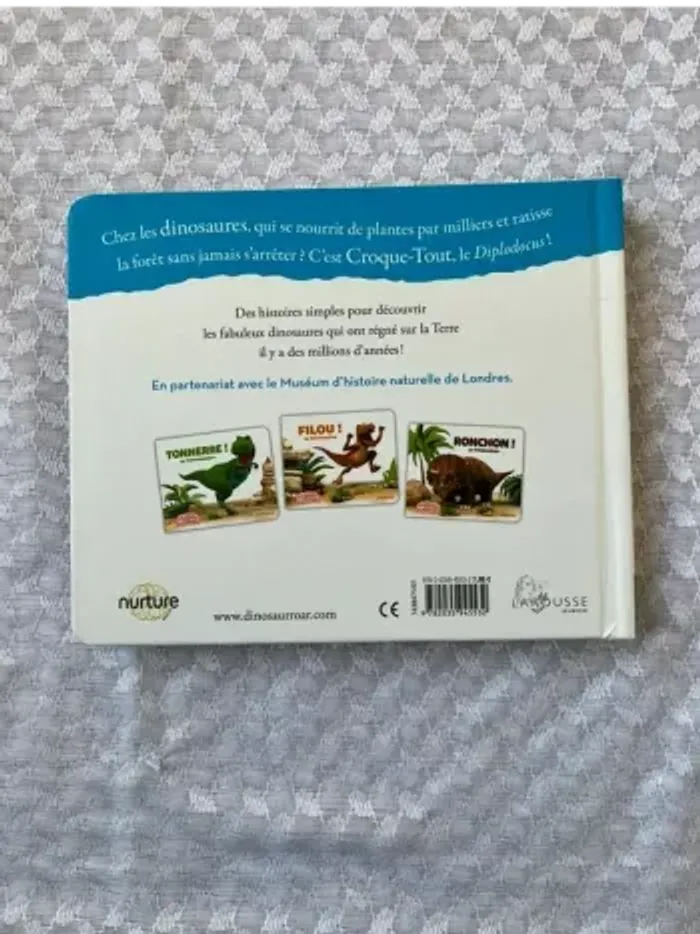 Chez les dinosaures, qui se nourrit de plantes par milliers et ratisse
la forêt sans jamais s'arrêter ? C'est Croque-Tout, le Diplodocus !
Des histoires simples pour découvrir
les fabuleux dinosaures qui ont régné sur la Terre
il y a des millions d'années !
En partenariat avec le Muséum d'histoire naturelle de Londres.
TONNERRE !
FILOU !
RONCHON !
nurture
www.dinosaurroar.com
CE
LAROUSSE